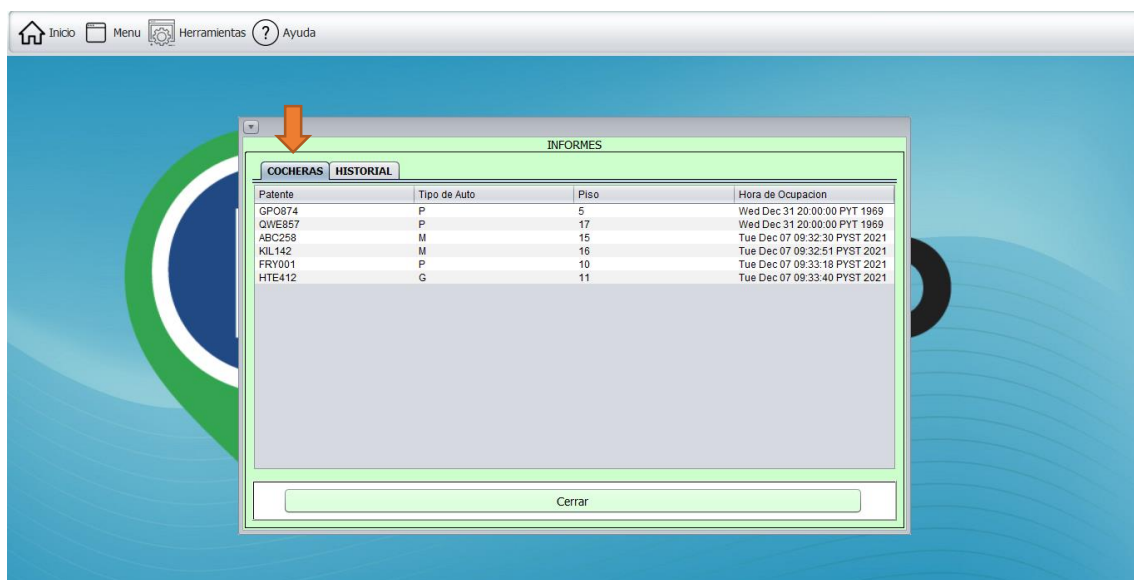 Inicio Menu Herramientas ? Ayuda
INFORMES
COCHERAS HISTORIAL
Patente Tipo de Auto Piso Hora de Ocupacion
GPO874 P 5 Wed Dec 31 20:00:00 PYT 1969
QWE857 P 17 Wed Dec 31 20:00:00 PYT 1969
ABC258 M 15 Tue Dec 07 09:32:30 PYST 2021
KIL142 M 16 Tue Dec 07 09:32:51 PYST 2021
FRY001 P 10 Tue Dec 07 09:33:18 PYST 2021
HTE412 G 11 Tue Dec 07 09:33:40 PYST 2021
Cerrar